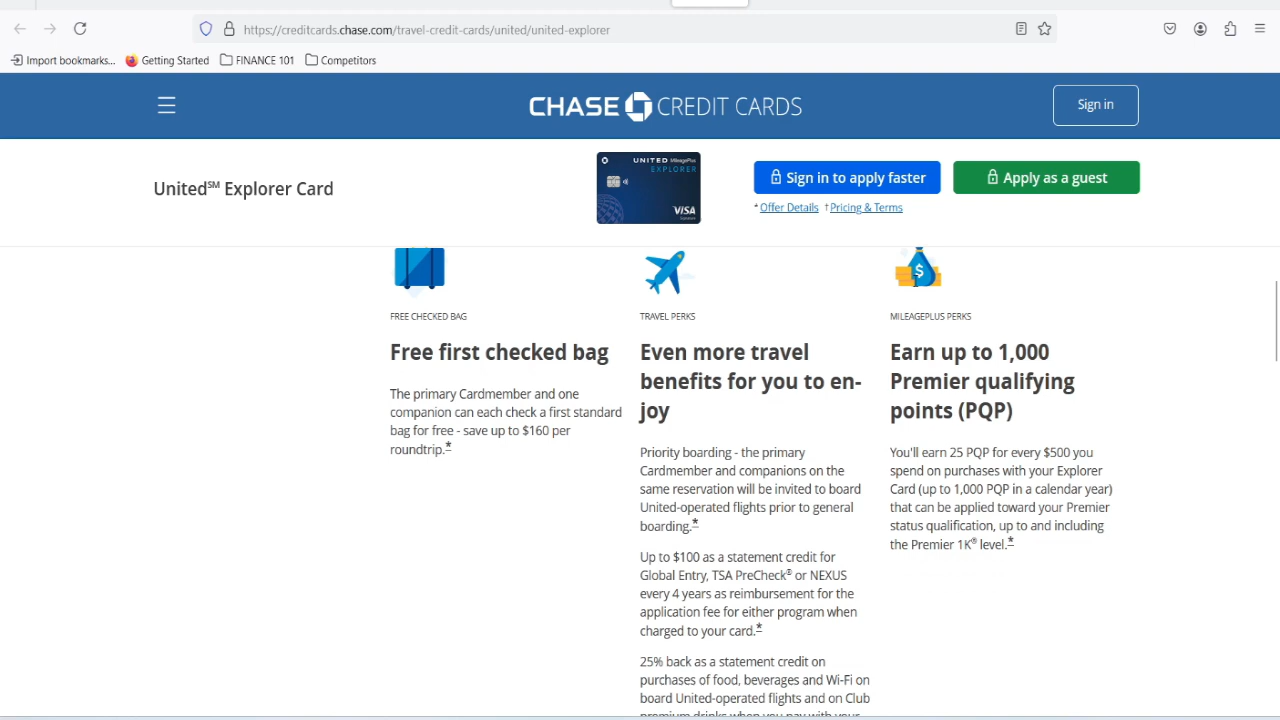 https://creditcards.chase.com/travel-credit-cards/united/united-explorer
Import bookmarks... Getting Started FINANCE 101 Competitors
CHASE CREDIT CARDS
Sign in
United℠ Explorer Card
UNITED MileagePlus
EXPLORER
VISA
Sign in to apply faster
Apply as a guest
* Offer Details †Pricing & Terms
FREE CHECKED BAG
Free first checked bag
The primary Cardmember and one
companion can each check a first standard
bag for free - save up to $160 per
roundtrip.*
TRAVEL PERKS
Even more travel
benefits for you to en-
joy
Priority boarding - the primary
Cardmember and companions on the
same reservation will be invited to board
United-operated flights prior to general
boarding.*
Up to $100 as a statement credit for
Global Entry, TSA PreCheck® or NEXUS
every 4 years as reimbursement for the
application fee for either program when
charged to your card.*
25% back as a statement credit on
purchases of food, beverages and Wi-Fi on
board United-operated flights and on Club
premium drinks when you pay with your
$
MILEAGEPLUS PERKS
Earn up to 1,000
Premier qualifying
points (PQP)
You'll earn 25 PQP for every $500 you
spend on purchases with your Explorer
Card (up to 1,000 PQP in a calendar year)
that can be applied toward your Premier
status qualification, up to and including
the Premier 1K® level.*